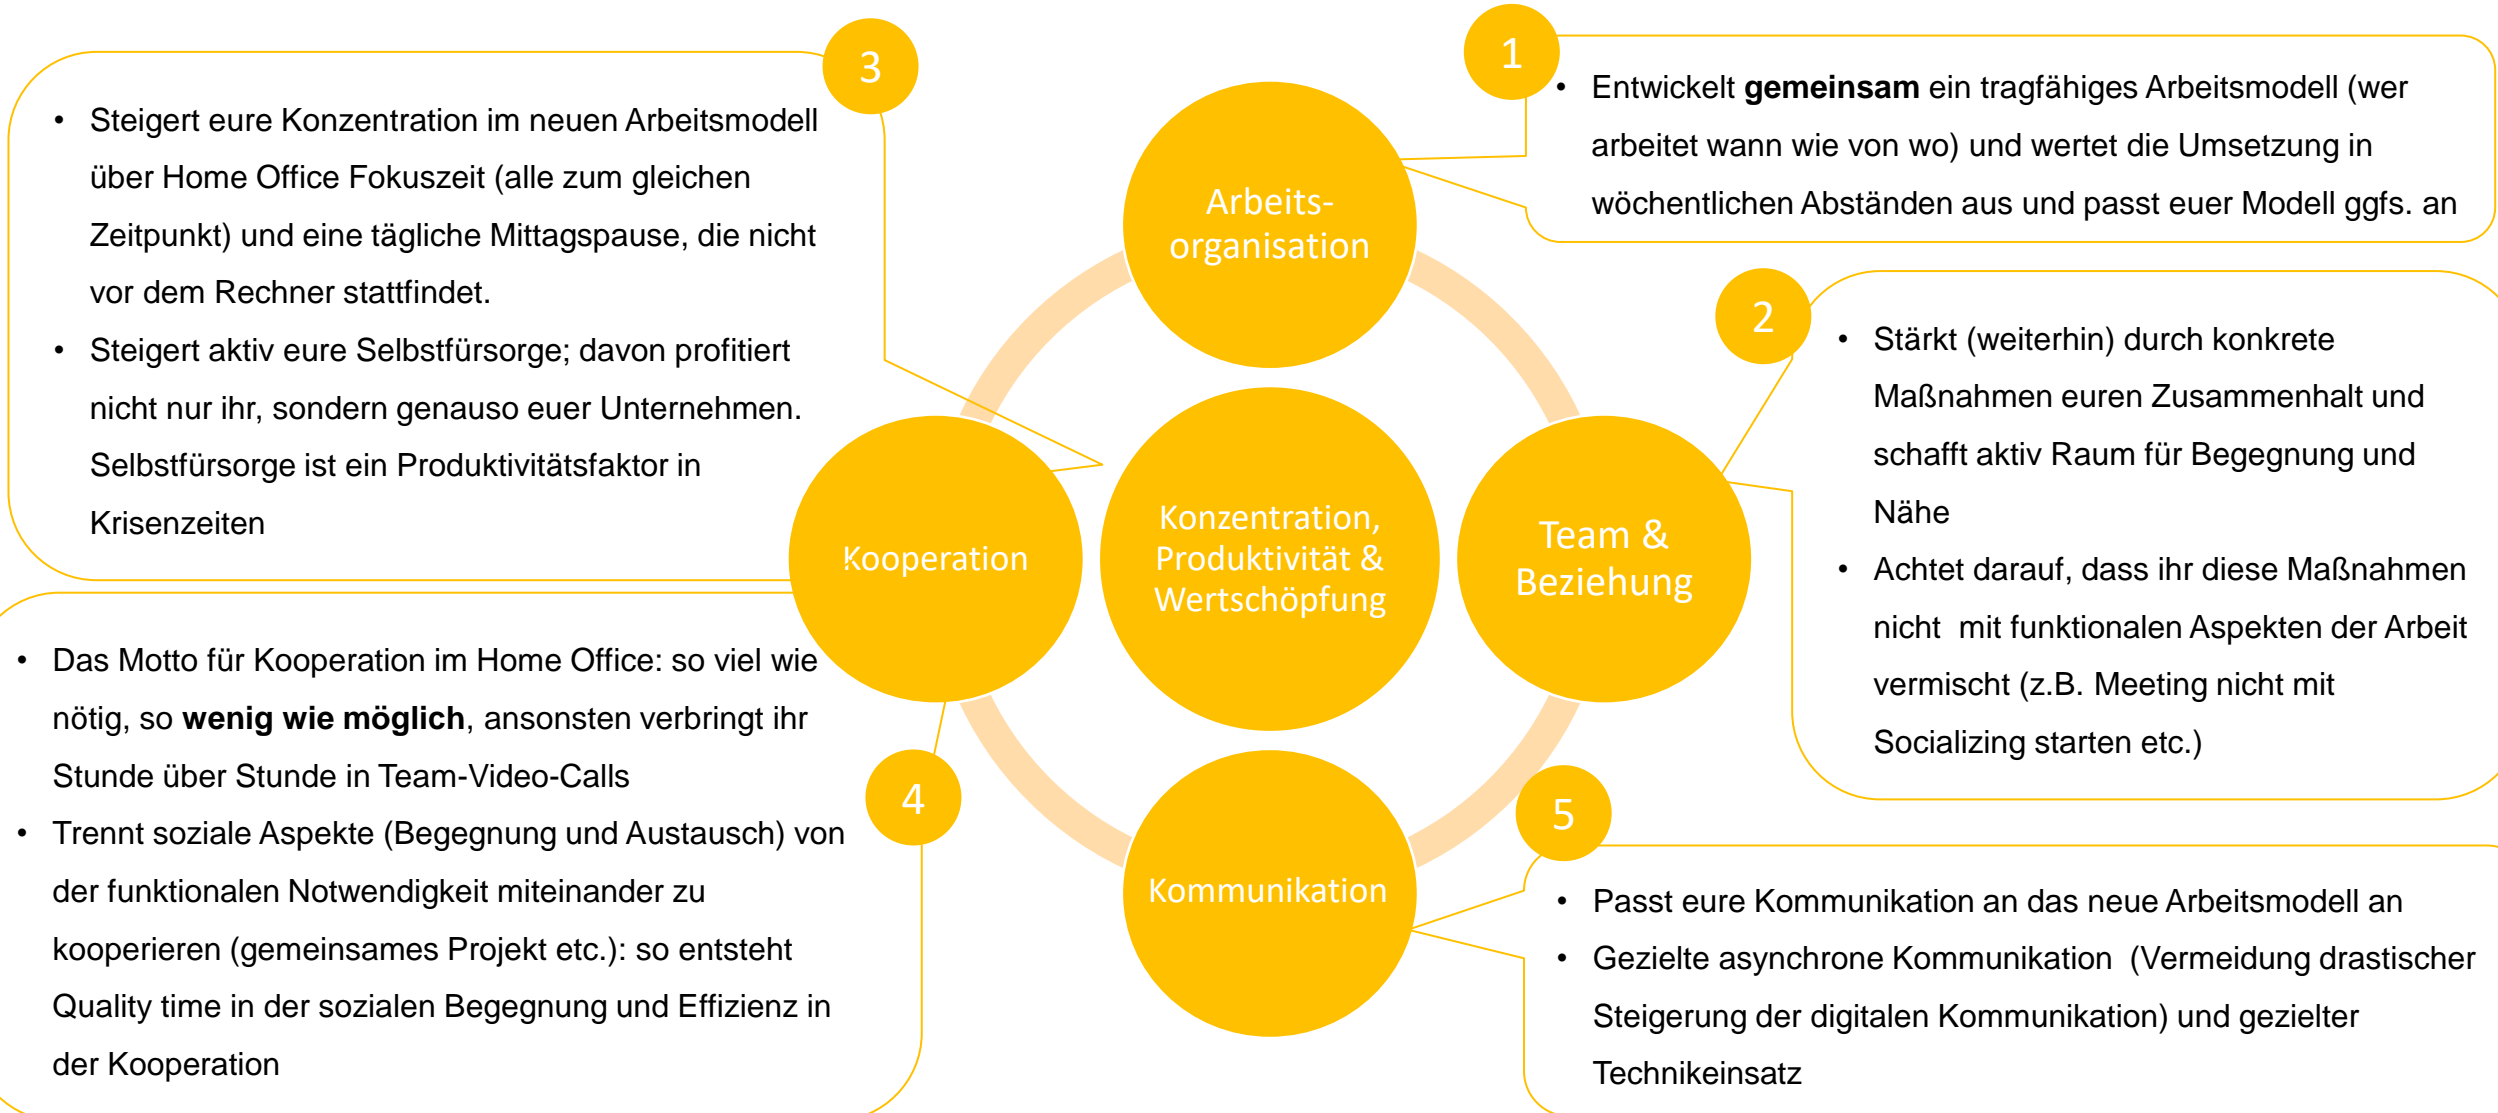 3
• Steigert eure Konzentration im neuen Arbeitsmodell
über Home Office Fokuszeit (alle zum gleichen
Zeitpunkt) und eine tägliche Mittagspause, die nicht
vor dem Rechner stattfindet.
• Steigert aktiv eure Selbstfürsorge; davon profitiert
nicht nur ihr, sondern genauso euer Unternehmen.
Selbstfürsorge ist ein Produktivitätsfaktor in
Krisenzeiten
• Das Motto für Kooperation im Home Office: so viel wie
nötig, so wenig wie möglich, ansonsten verbringt ihr
Stunde über Stunde in Team-Video-Calls
• Trennt soziale Aspekte (Begegnung und Austausch) von
der funktionalen Notwendigkeit miteinander zu
kooperieren (gemeinsames Projekt etc.): so entsteht
Quality time in der sozialen Begegnung und Effizienz in
der Kooperation
4
Arbeits-
organisation
Kooperation
Konzentration,
Produktivität &
Wertschöpfung
Team &
Beziehung
Kommunikation
1
• Entwickelt gemeinsam ein tragfähiges Arbeitsmodell (wer
arbeitet wann wie von wo) und wertet die Umsetzung in
wöchentlichen Abständen aus und passt euer Modell ggfs. an
2
• Stärkt (weiterhin) durch konkrete
Maßnahmen euren Zusammenhalt und
schafft aktiv Raum für Begegnung und
Nähe
• Achtet darauf, dass ihr diese Maßnahmen
nicht  mit funktionalen Aspekten der Arbeit
vermischt (z.B. Meeting nicht mit
Socializing starten etc.)
5
• Passt eure Kommunikation an das neue Arbeitsmodell an
• Gezielte asynchrone Kommunikation  (Vermeidung drastischer
Steigerung der digitalen Kommunikation) und gezielter
Technikeinsatz